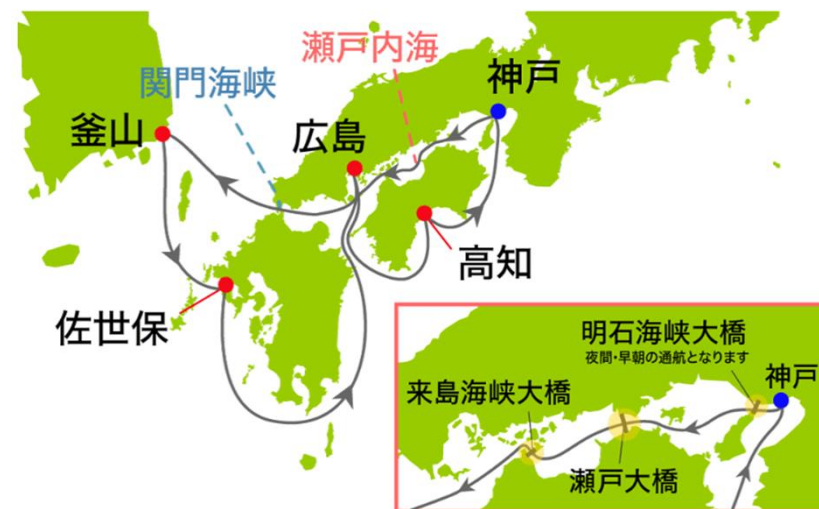 瀬戸内海
神戸
関門海峡
釜山
広島
高知
佐世保
明石海峡大橋
夜間・早朝の通航となります
神戸
来島海峡大橋
瀬戸大橋